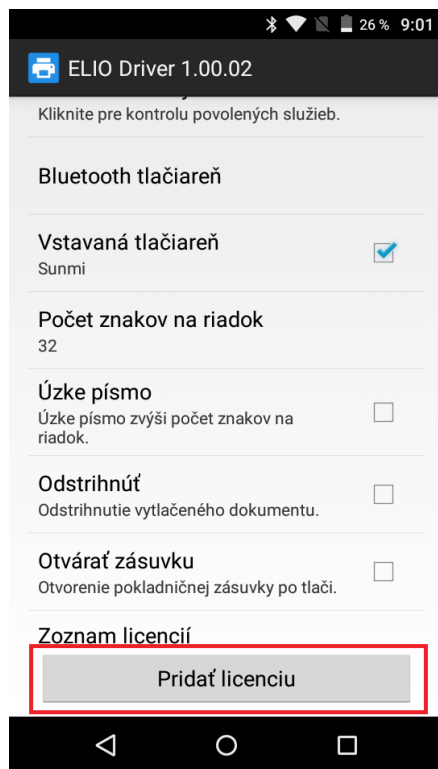 26 % 9:01
ELIO Driver 1.00.02
Kliknite pre kontrolu povolených služieb.
Bluetooth tlačiareň
Vstavaná tlačiareň
Sunmi
Počet znakov na riadok
32
Úzke písmo
Úzke písmo zvýši počet znakov na
riadok.
Odstrihnúť
Odstrihnutie vytlačeného dokumentu.
Otvárať zásuvku
Otvorenie pokladničnej zásuvky po tlači.
Zoznam licencií
Pridať licenciu